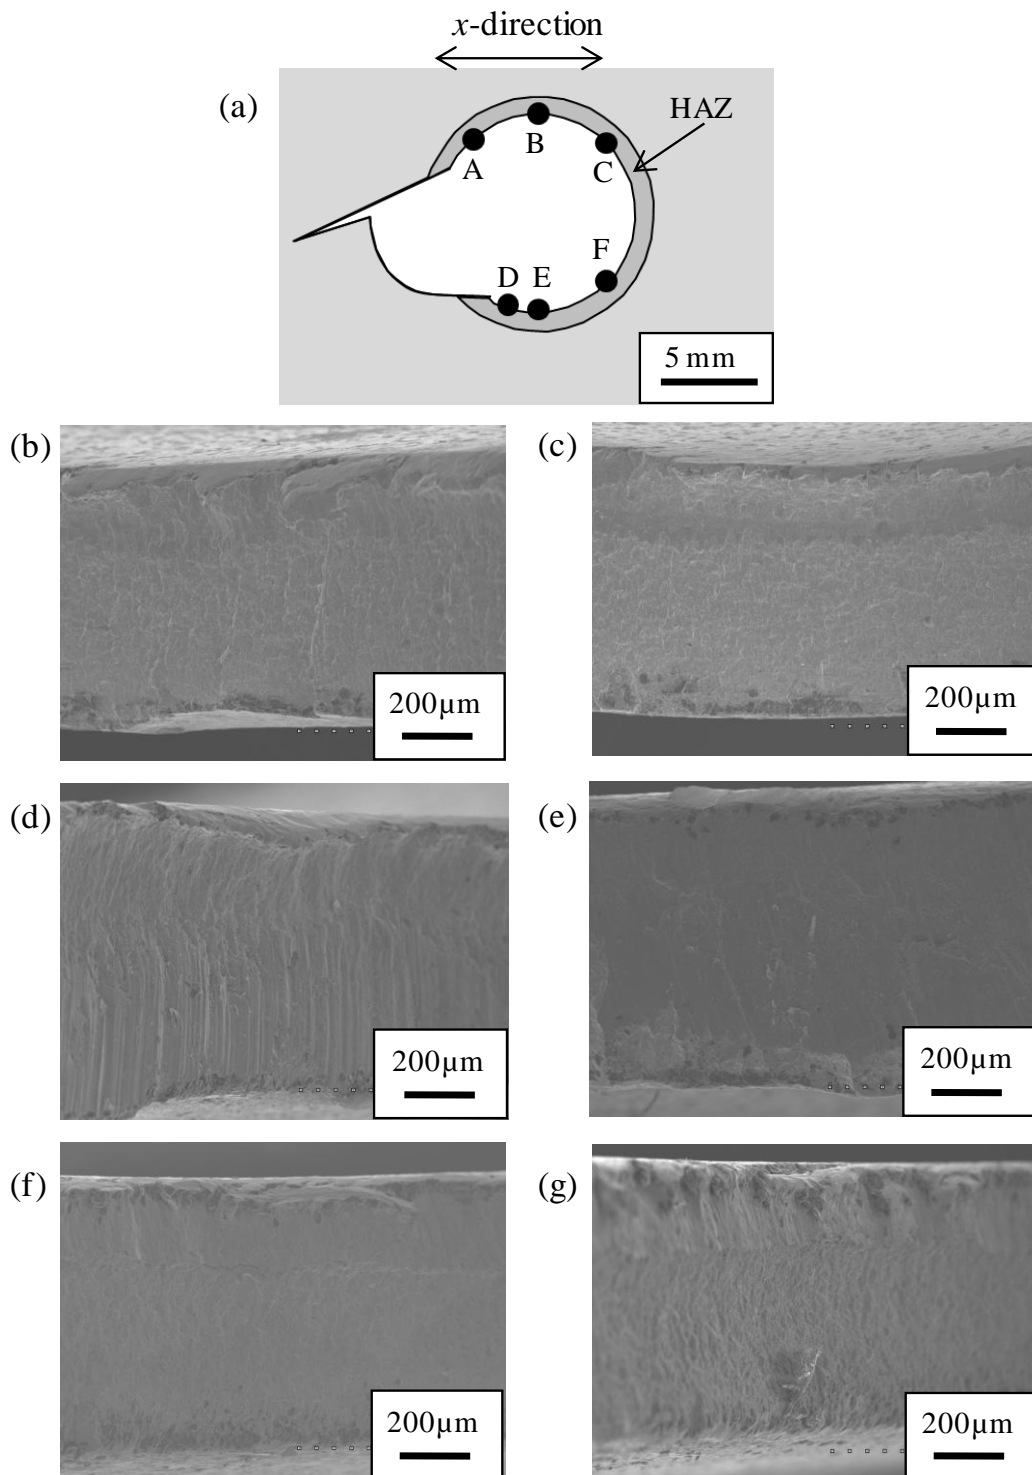 x-direction
(a)
HAZ
A
B
C
D
E
F
5 mm
(b)
(c)
200μm
200μm
(d)
(e)
200μm
200μm
(f)
(g)
200μm
200μm